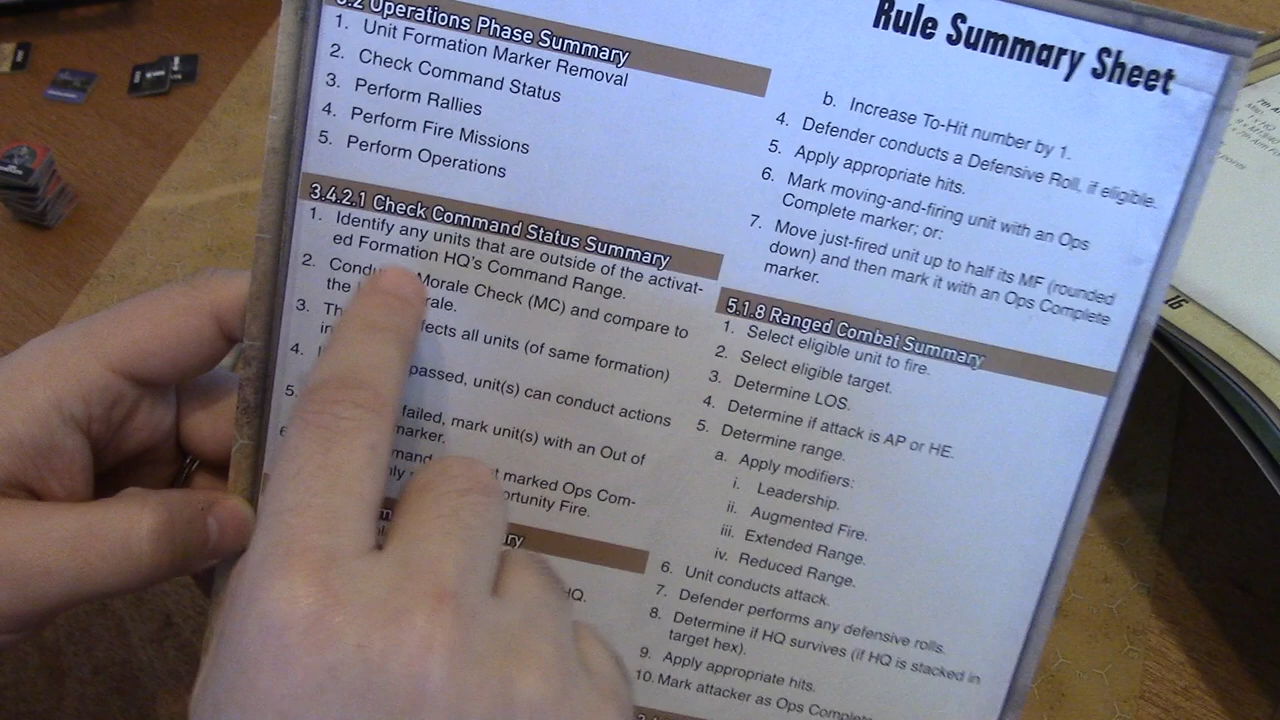 Rule Summary Sheet
3.2 Operations Phase Summary
1. Unit Formation Marker Removal
2. Check Command Status
3. Perform Rallies
4. Perform Fire Missions
5. Perform Operations
3.4.2.1 Check Command Status Summary
1. Identify any units that are outside of the activat-
ed Formation HQ's Command Range.
2. Morale Check (MC) and compare to
the
3. all units (of same formation)
4. passed, unit(s) can conduct actions
5. failed, mark unit(s) with an Out of
marker.
marked Ops Com-
Fire.
HQ.
b. Increase To-Hit number by 1.
4. Defender conducts a Defensive Roll, if eligible.
5. Apply appropriate hits.
6. Mark moving-and-firing unit with an Ops
Complete marker; or:
7. Move just-fired unit up to half its MF (rounded
down) and then mark it with an Ops Complete
marker.
5.1.8 Ranged Combat Summary
1. Select eligible unit to fire.
2. Select eligible target.
3. Determine LOS.
4. Determine if attack is AP or HE.
5. Determine range.
a. Apply modifiers:
i. Leadership.
ii. Augmented Fire.
iii. Extended Range.
iv. Reduced Range.
6. Unit conducts attack.
7. Defender performs any defensive rolls.
8. Determine if HQ survives (if HQ is stacked in
target hex).
9. Apply appropriate hits.
10. Mark attacker as Ops Complete
16